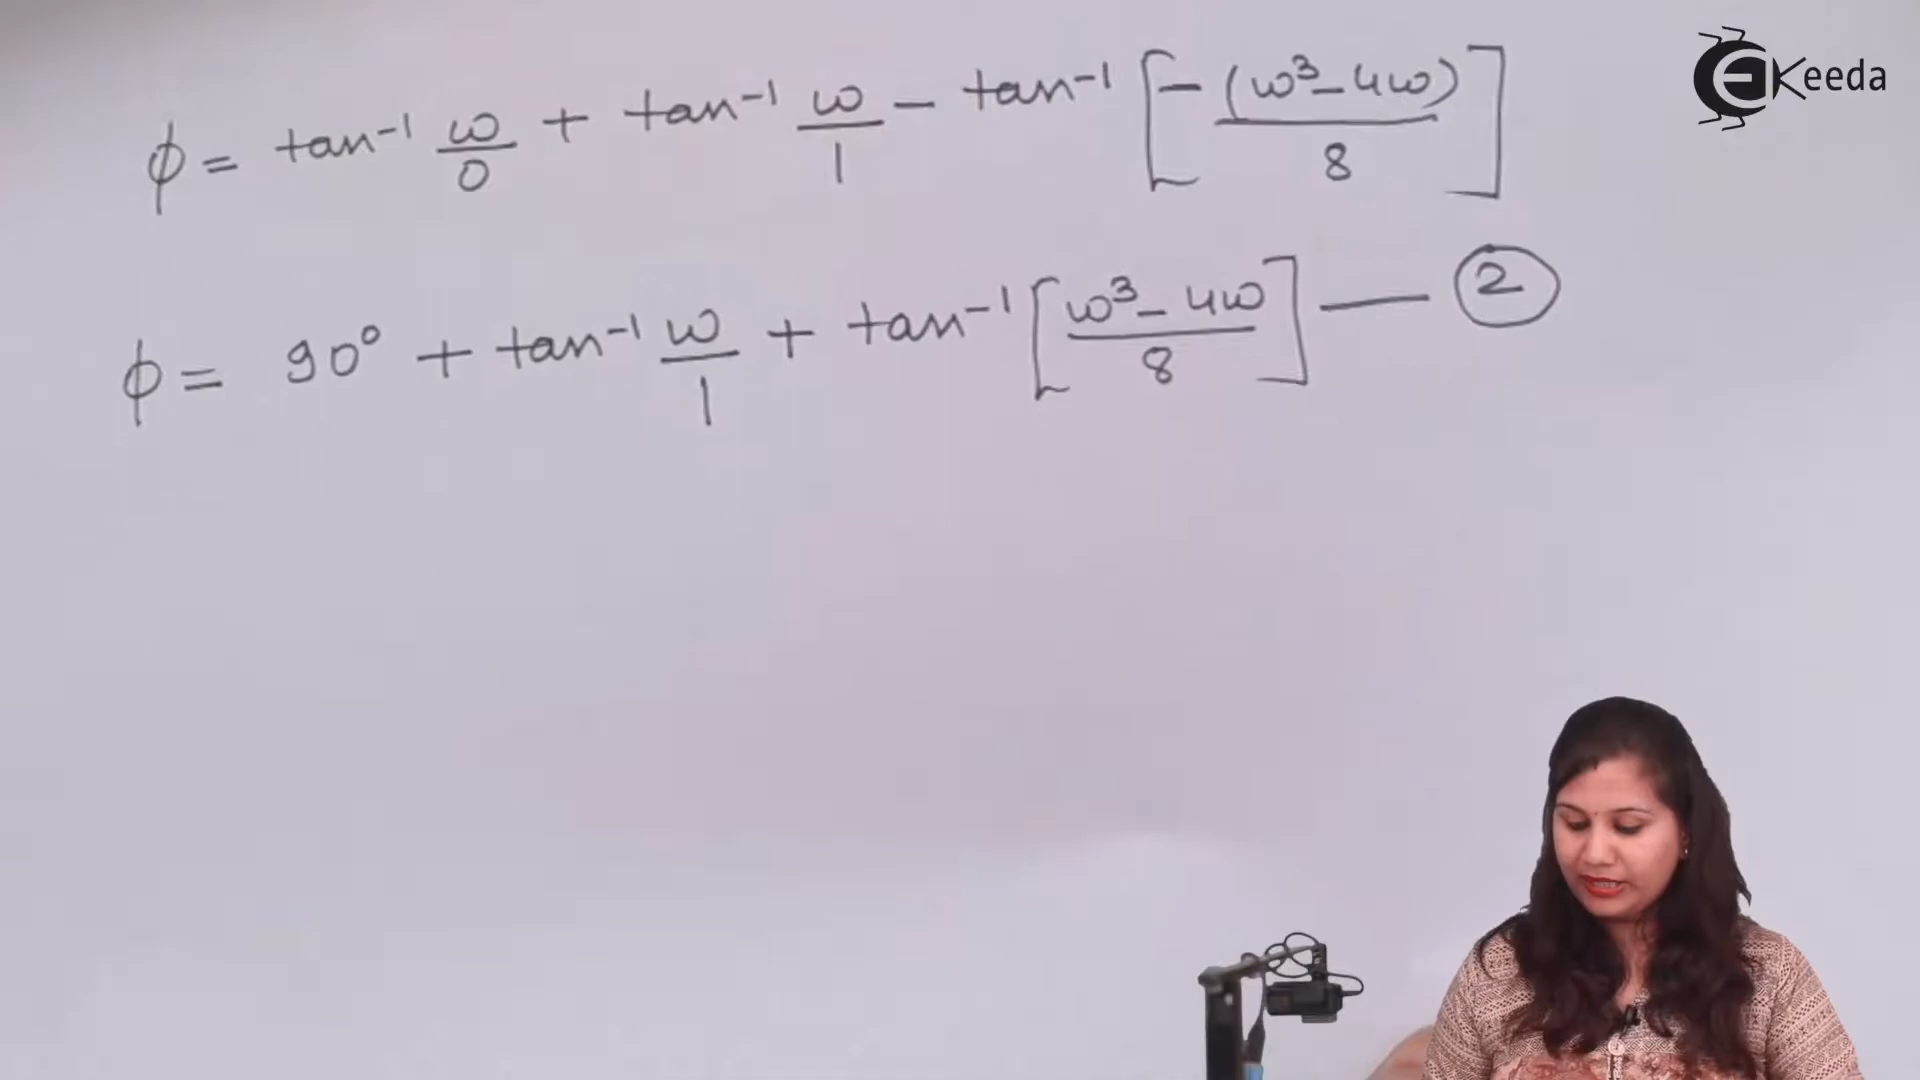 EKeeda
ϕ = tan⁻¹ ω/0 + tan⁻¹ ω/1 - tan⁻¹ [-(ω³-4ω)/8]
ϕ = 90° + tan⁻¹ ω/1 + tan⁻¹ [ω³-4ω/8] — ②